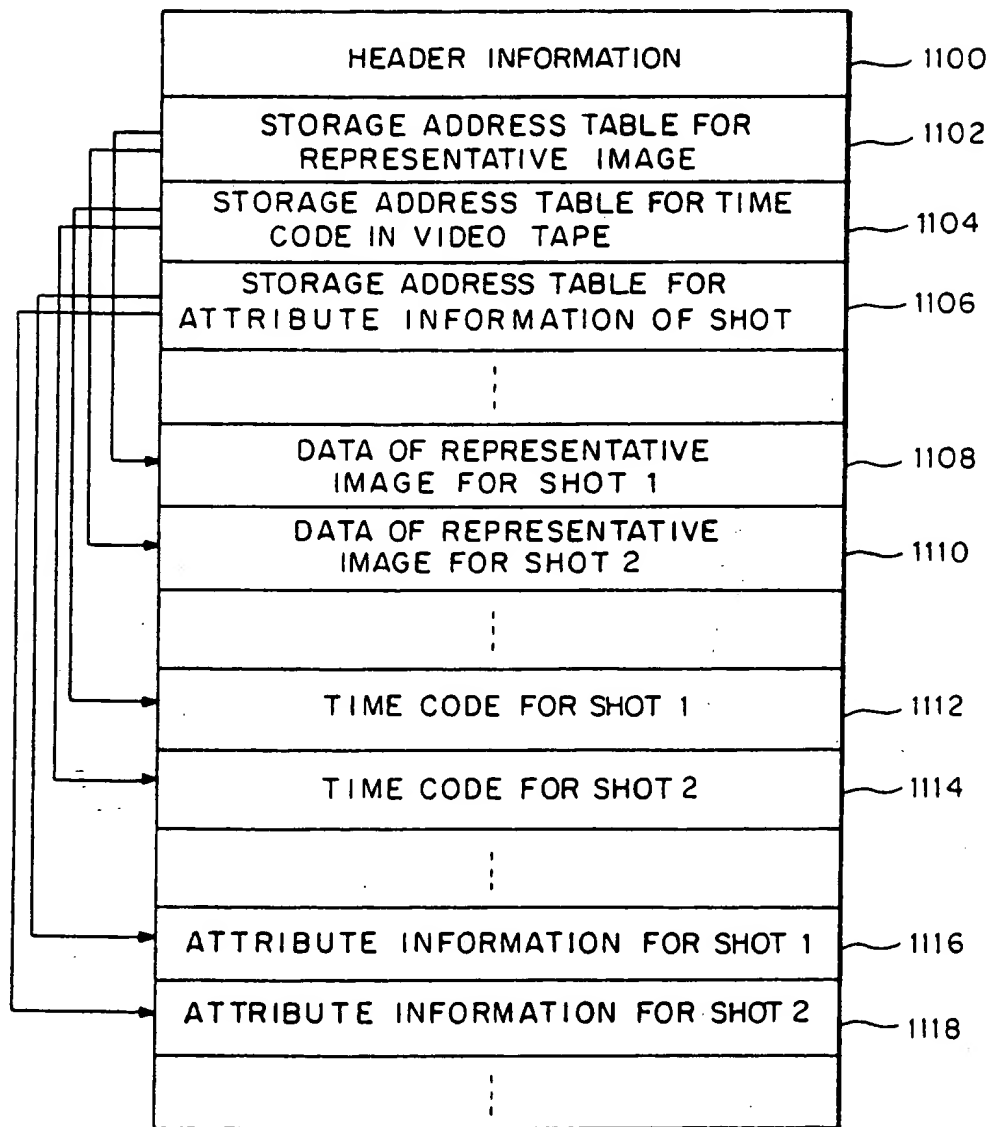 HEADER INFORMATION
1100
STORAGE ADDRESS TABLE FOR
REPRESENTATIVE IMAGE
1102
STORAGE ADDRESS TABLE FOR TIME
CODE IN VIDEO TAPE
1104
STORAGE ADDRESS TABLE FOR
ATTRIBUTE INFORMATION OF SHOT
1106
DATA OF REPRESENTATIVE
IMAGE FOR SHOT 1
1108
DATA OF REPRESENTATIVE
IMAGE FOR SHOT 2
1110
TIME CODE FOR SHOT 1
1112
TIME CODE FOR SHOT 2
1114
ATTRIBUTE INFORMATION FOR SHOT 1
1116
ATTRIBUTE INFORMATION FOR SHOT 2
1118